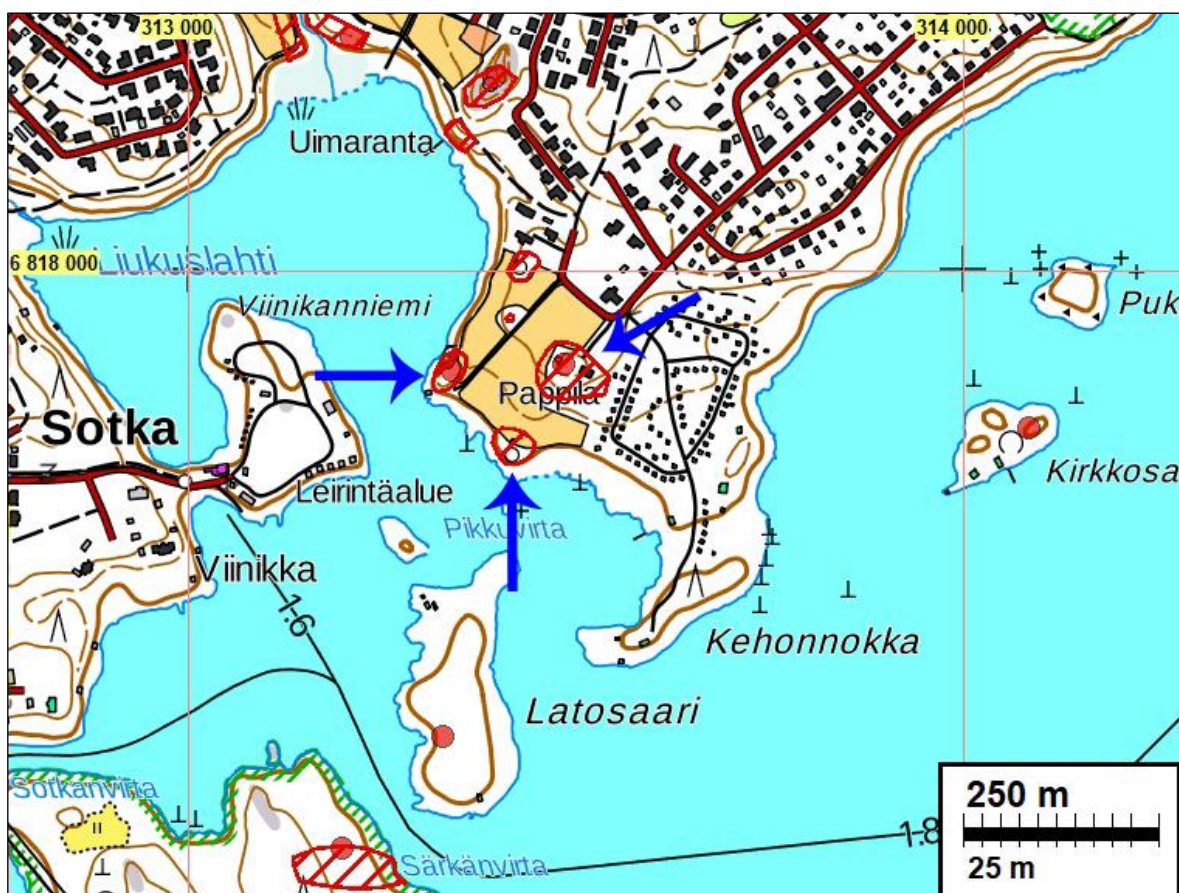 313 000
314 000
Uimaranta
6 818 000
Liukuslahti
Viinikanniemi
Puk
Pappila
Sotka
Kirkkosa
Leirintäalue
Pikkuvirta
Viinikka
1.6
Kehonnokka
Latosaari
Sotkanvirta
250 m
1.8
25 m
Särkänvirta